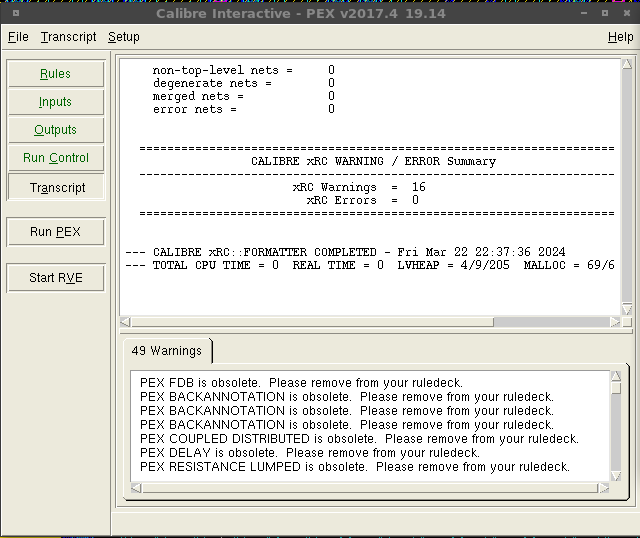 Calibre Interactive - PEX v2017.4 19.14
File Transcript Setup Help
Rules
Inputs
Outputs
Run Control
Transcript
Run PEX
Start RVE
non-top-level nets = 0
degenerate nets = 0
merged nets = 0
error nets = 0
====================================================================
CALIBRE xRC WARNING / ERROR Summary
--------------------------------------------------------------------
xRC Warnings = 16
xRC Errors = 0
====================================================================
--- CALIBRE xRC::FORMATTER COMPLETED - Fri Mar 22 22:37:36 2024
--- TOTAL CPU TIME = 0 REAL TIME = 0 LVHEAP = 4/9/205 MALLOC = 69/6
49 Warnings
PEX FDB is obsolete. Please remove from your ruledeck.
PEX BACKANNOTATION is obsolete. Please remove from your ruledeck.
PEX BACKANNOTATION is obsolete. Please remove from your ruledeck.
PEX BACKANNOTATION is obsolete. Please remove from your ruledeck.
PEX COUPLED DISTRIBUTED is obsolete. Please remove from your ruledeck.
PEX DELAY is obsolete. Please remove from your ruledeck.
PEX RESISTANCE LUMPED is obsolete. Please remove from your ruledeck.